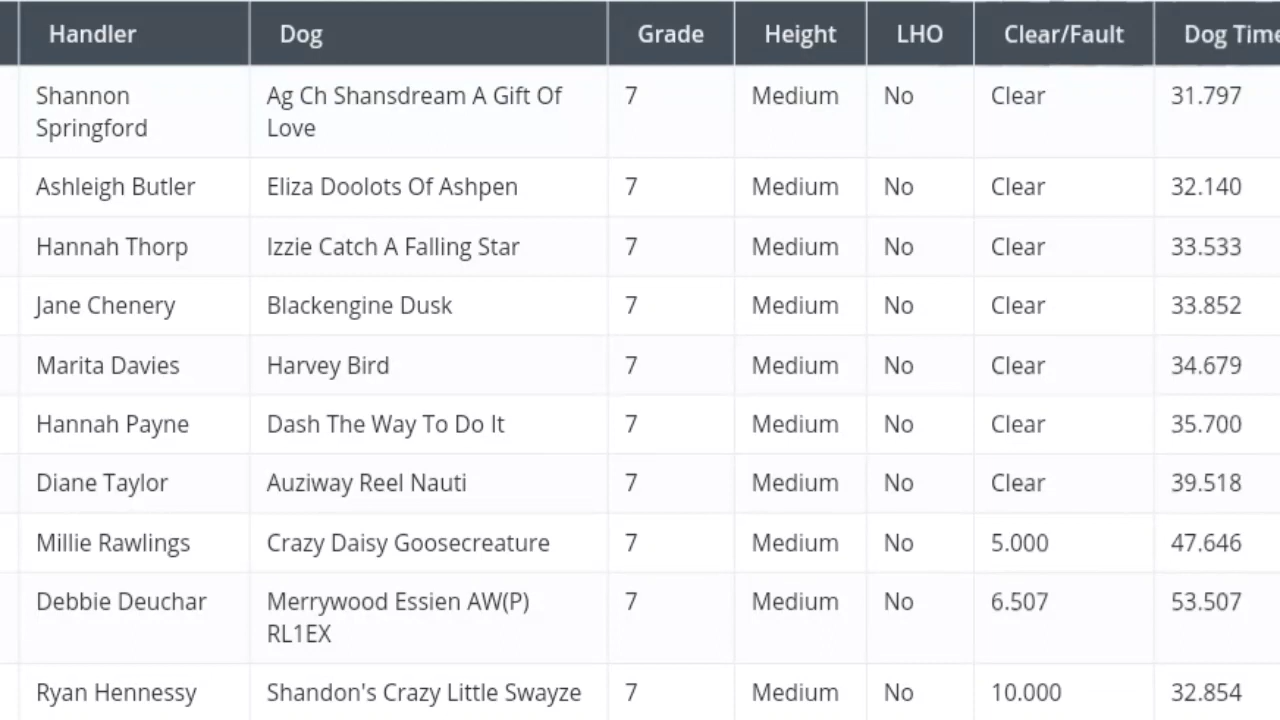 Handler Dog Grade Height LHO Clear/Fault Dog Time
Shannon Springford Ag Ch Shansdream A Gift Of Love 7 Medium No Clear 31.797
Ashleigh Butler Eliza Doolots Of Ashpen 7 Medium No Clear 32.140
Hannah Thorp Izzie Catch A Falling Star 7 Medium No Clear 33.533
Jane Chenery Blackengine Dusk 7 Medium No Clear 33.852
Marita Davies Harvey Bird 7 Medium No Clear 34.679
Hannah Payne Dash The Way To Do It 7 Medium No Clear 35.700
Diane Taylor Auziway Reel Nauti 7 Medium No Clear 39.518
Millie Rawlings Crazy Daisy Goosecreature 7 Medium No 5.000 47.646
Debbie Deuchar Merrywood Essien AW(P) RL1EX 7 Medium No 6.507 53.507
Ryan Hennessy Shandon's Crazy Little Swayze 7 Medium No 10.000 32.854